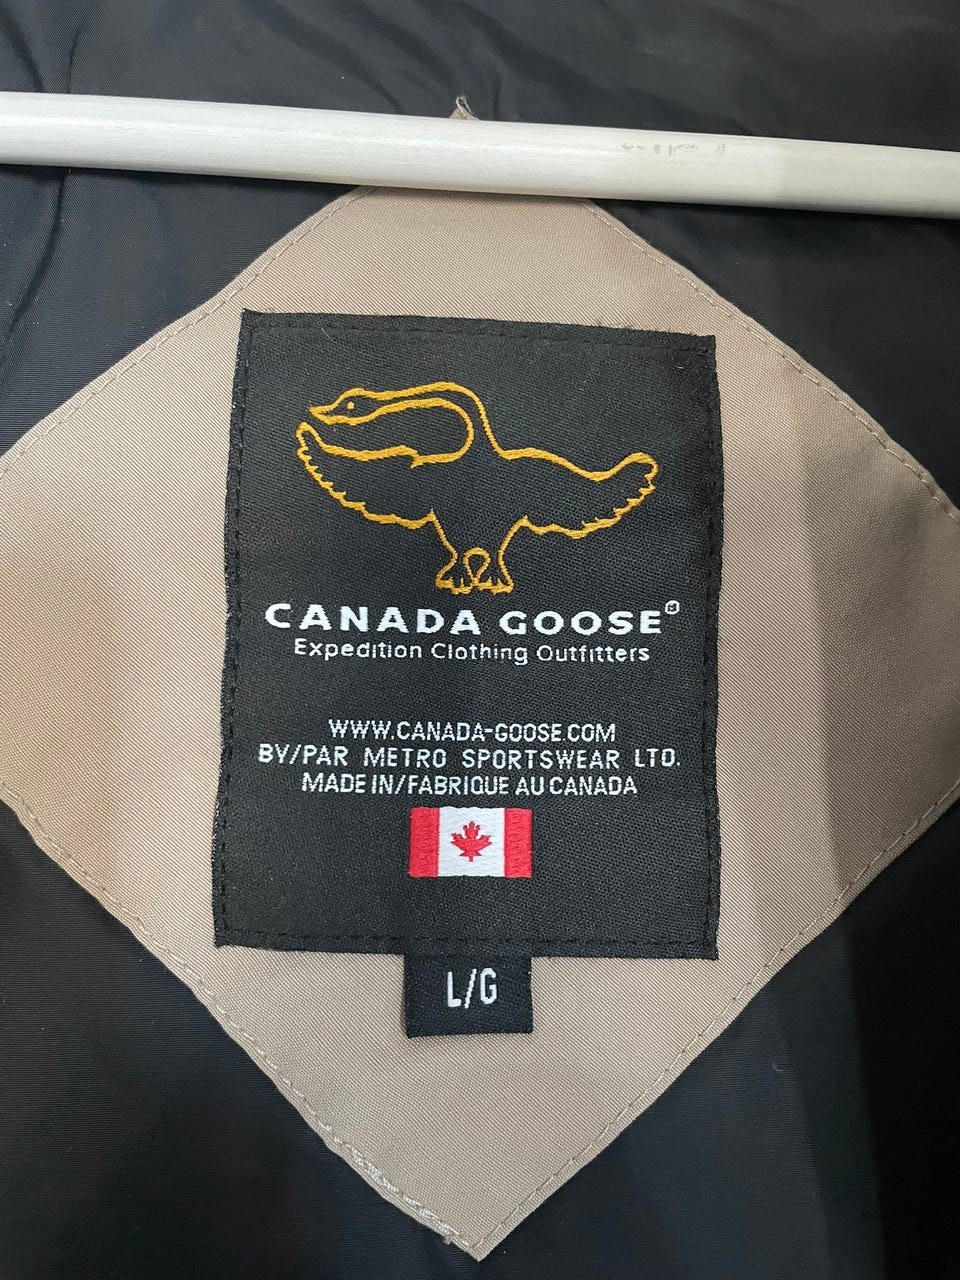 CANADA GOOSE®
Expedition Clothing Outfitters
WWW.CANADA-GOOSE.COM
BY/PAR METRO SPORTSWEAR LTD.
MADE IN/FABRIQUE AU CANADA
L/G